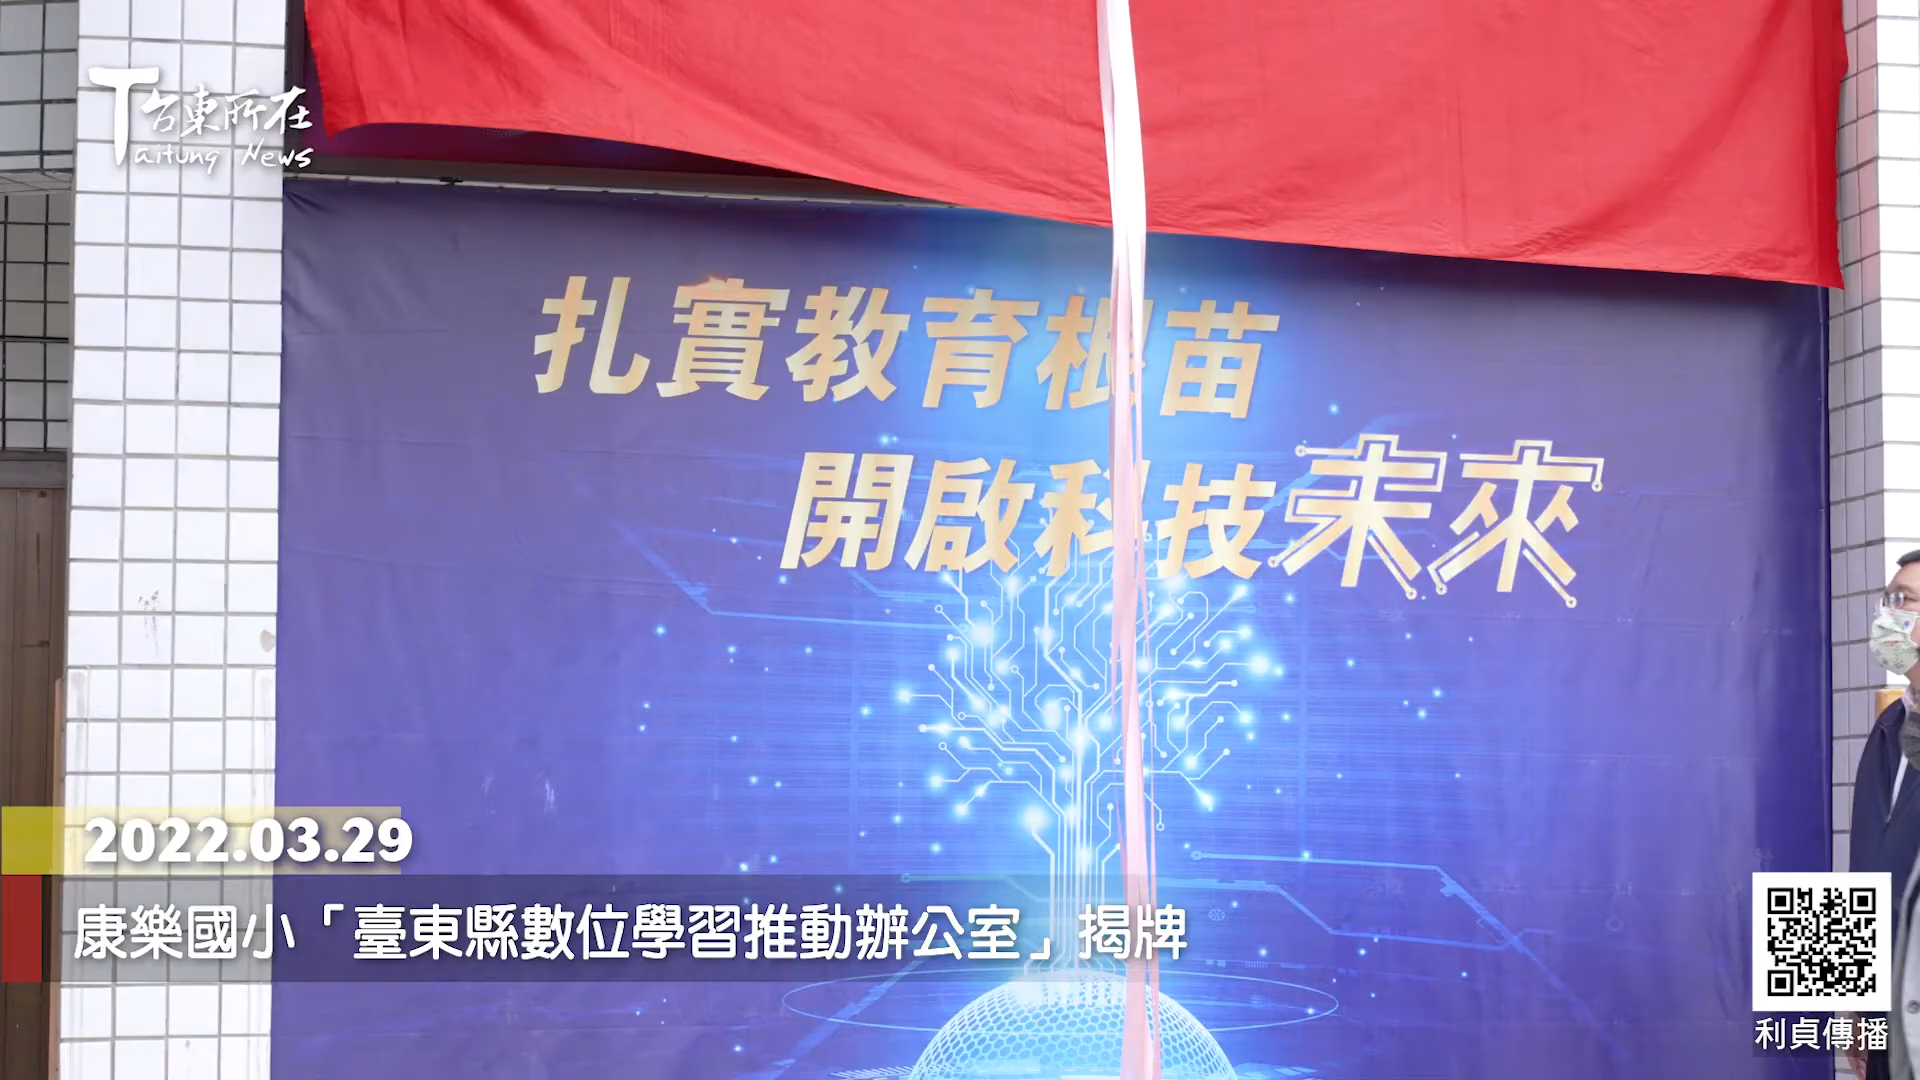 台東所在
Taitung News
扎實教育根苗
開啟科技未來
2022.03.29
康樂國小「臺東縣數位學習推動辦公室」揭牌
利貞傳播